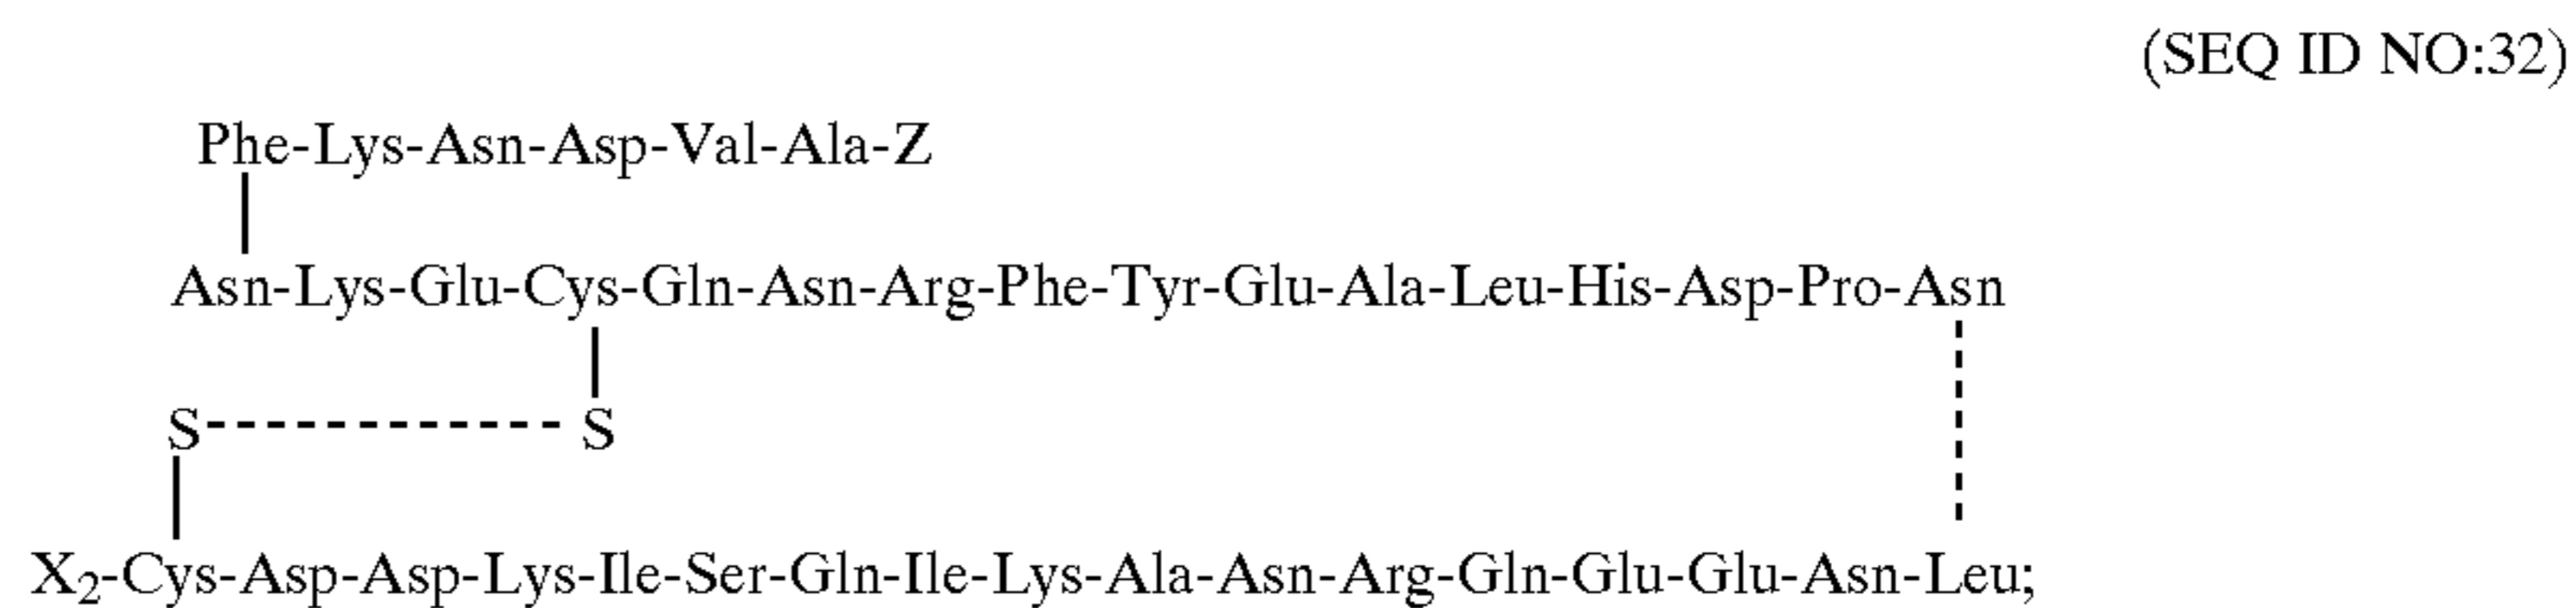 (SEQ ID NO:32)
Phe-Lys-Asn-Asp-Val-Ala-Z
Asn-Lys-Glu-Cys-Gln-Asn-Arg-Phe-Tyr-Glu-Ala-Leu-His-Asp-Pro-Asn
S------------S
X₂-Cys-Asp-Asp-Lys-Ile-Ser-Gln-Ile-Lys-Ala-Asn-Arg-Gln-Glu-Glu-Asn-Leu;